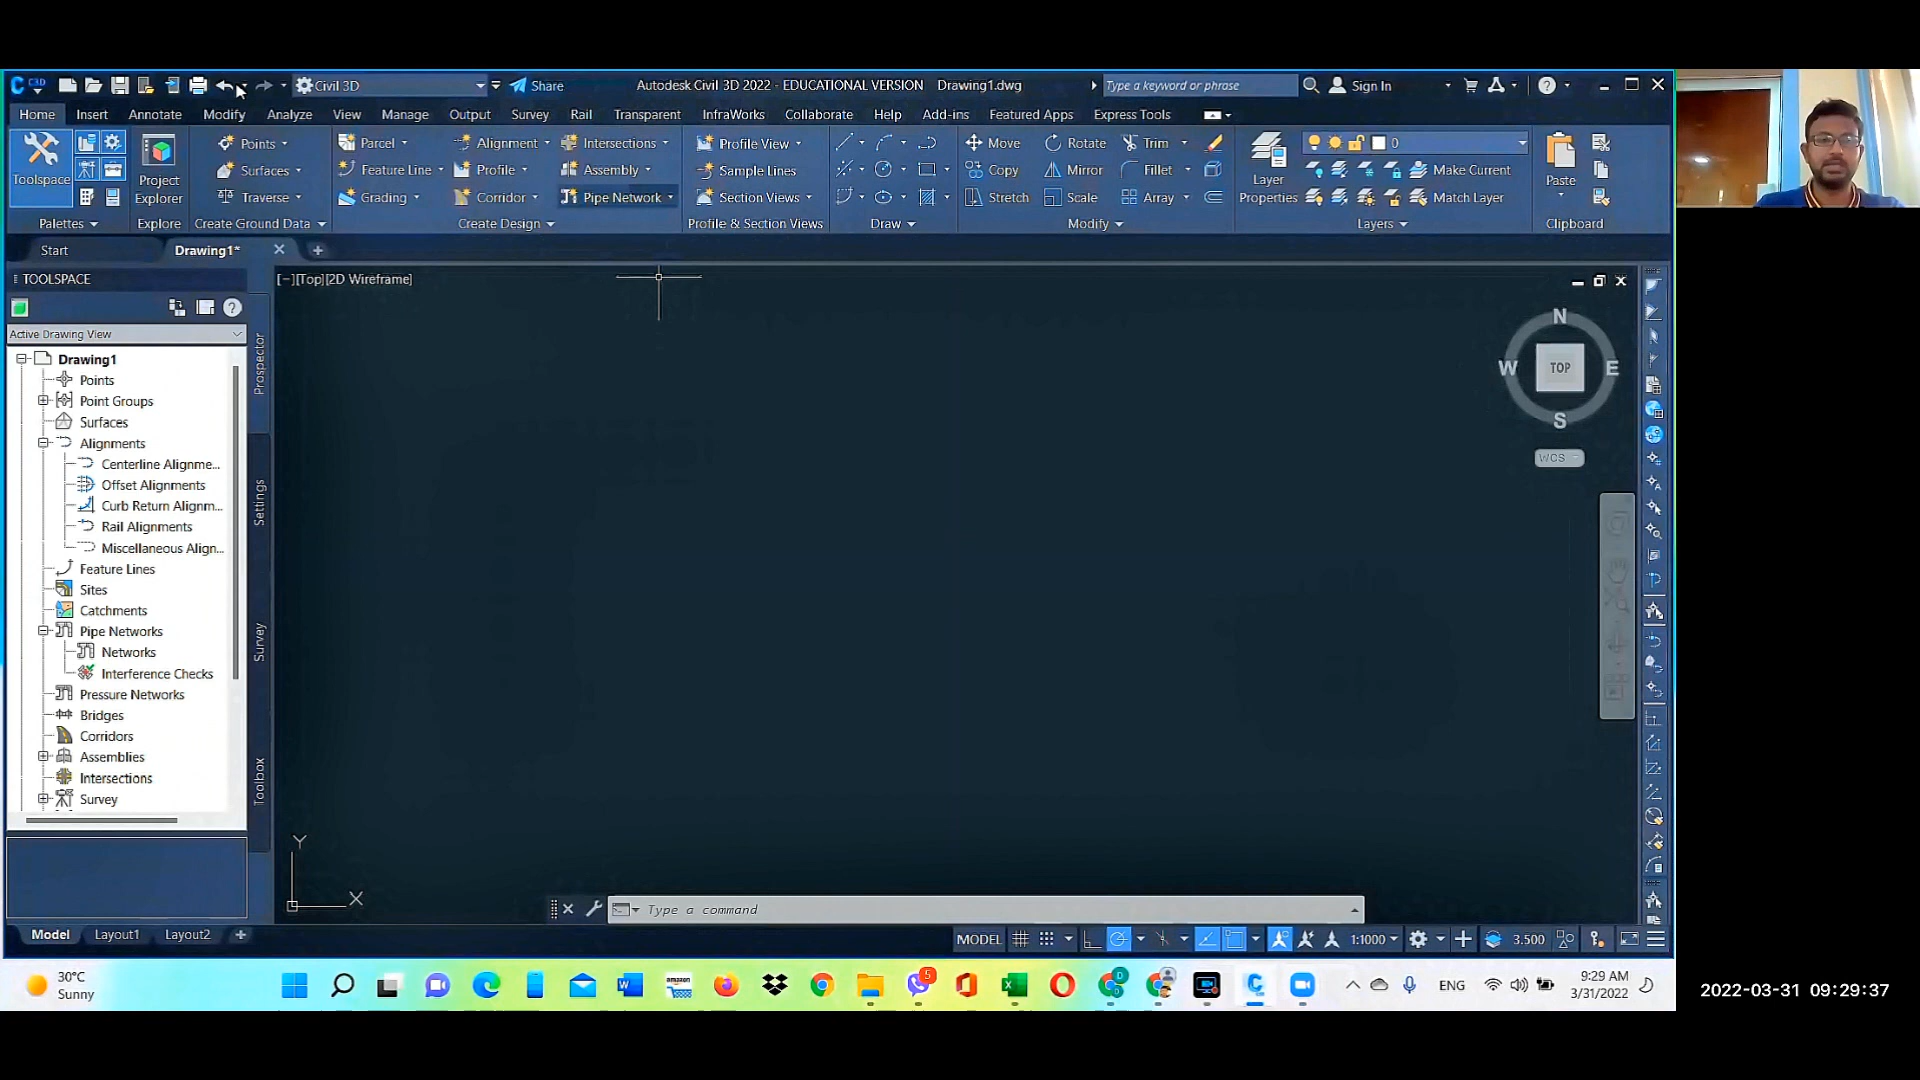 C3D Civil 3D Share Autodesk Civil 3D 2022 - EDUCATIONAL VERSION Drawing1.dwg Type a keyword or phrase Sign In
Home Insert Annotate Modify Analyze View Manage Output Survey Rail Transparent InfraWorks Collaborate Help Add-ins Featured Apps Express Tools
Points Parcel Alignment Intersections Profile View Move Rotate Trim 0
Surfaces Feature Line Profile Assembly Sample Lines Copy Mirror Fillet Make Current
Traverse Grading Corridor Pipe Network Section Views Stretch Scale Array Match Layer
Toolspace Project Explorer Layer Properties Paste
Palettes Explore Create Ground Data Create Design Profile & Section Views Draw Modify Layers Clipboard
Start Drawing1*
TOOLSPACE
[−][Top][2D Wireframe]
Active Drawing View
Drawing1
Points
Point Groups
Surfaces
Alignments
Centerline Alignme...
Offset Alignments
Curb Return Alignm...
Rail Alignments
Miscellaneous Align...
Feature Lines
Sites
Catchments
Pipe Networks
Networks
Interference Checks
Pressure Networks
Bridges
Corridors
Assemblies
Intersections
Survey
Prospector
Settings
Survey
Toolbox
N
W TOP E
S
WCS
Y
X
Type a command
Model Layout1 Layout2
MODEL 1:1000 3.500
30°C
Sunny
amazon
5
D
ENG
9:29 AM
3/31/2022
2022-03-31 09:29:37